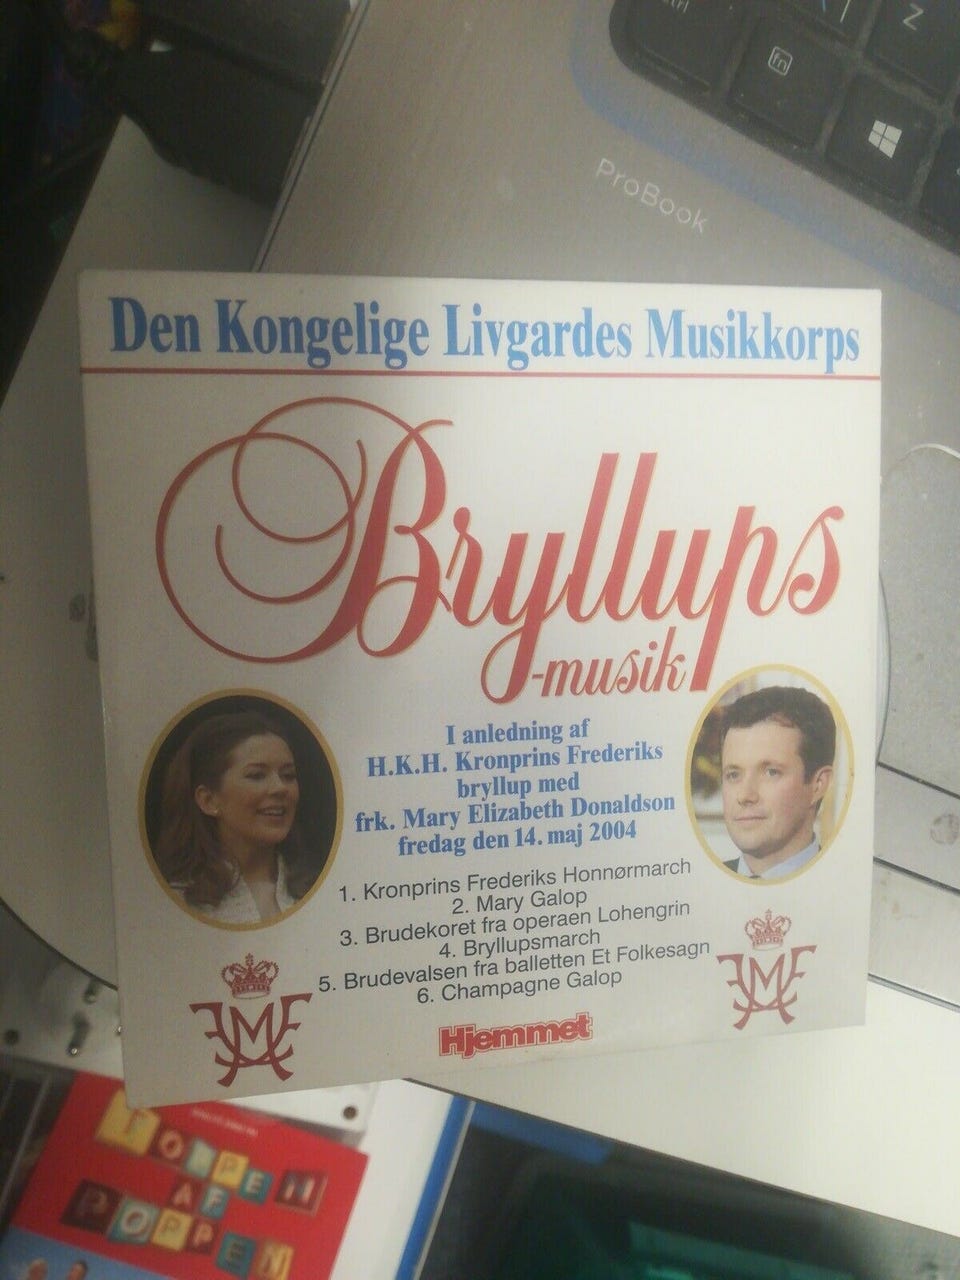 ctrl
fn
Z
ProBook
Den Kongelige Livgardes Musikkorps
Bryllups
-musik
I anledning af
H.K.H. Kronprins Frederiks
bryllup med
frk. Mary Elizabeth Donaldson
fredag den 14. maj 2004
1. Kronprins Frederiks Honnørmarch
2. Mary Galop
3. Brudekoret fra operaen Lohengrin
4. Bryllupsmarch
5. Brudevalsen fra balletten Et Folkesagn
6. Champagne Galop
Hjemmet
TOPPEN
AF
POPPEN